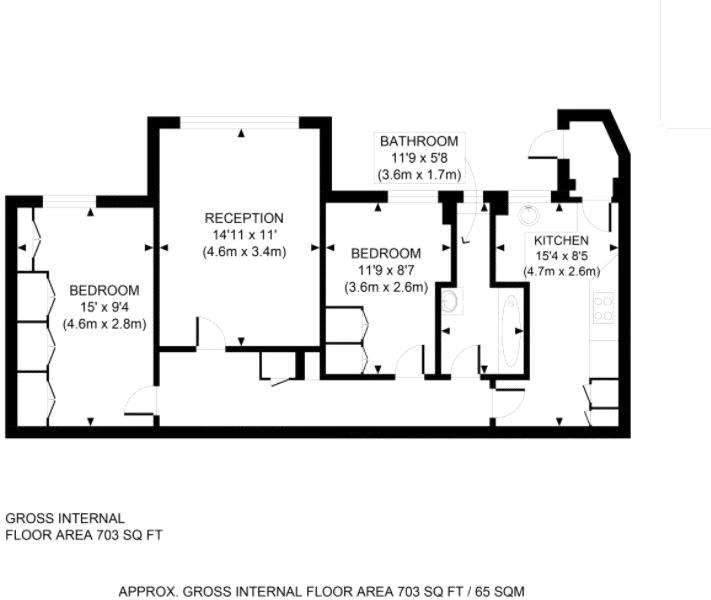 BATHROOM
11'9 x 5'8
(3.6m x 1.7m)
RECEPTION
14'11 x 11'
(4.6m x 3.4m)
KITCHEN
15'4 x 8'5
(4.7m x 2.6m)
BEDROOM
11'9 x 8'7
(3.6m x 2.6m)
BEDROOM
15' x 9'4
(4.6m x 2.8m)
GROSS INTERNAL
FLOOR AREA 703 SQ FT
APPROX. GROSS INTERNAL FLOOR AREA 703 SQ FT / 65 SQM